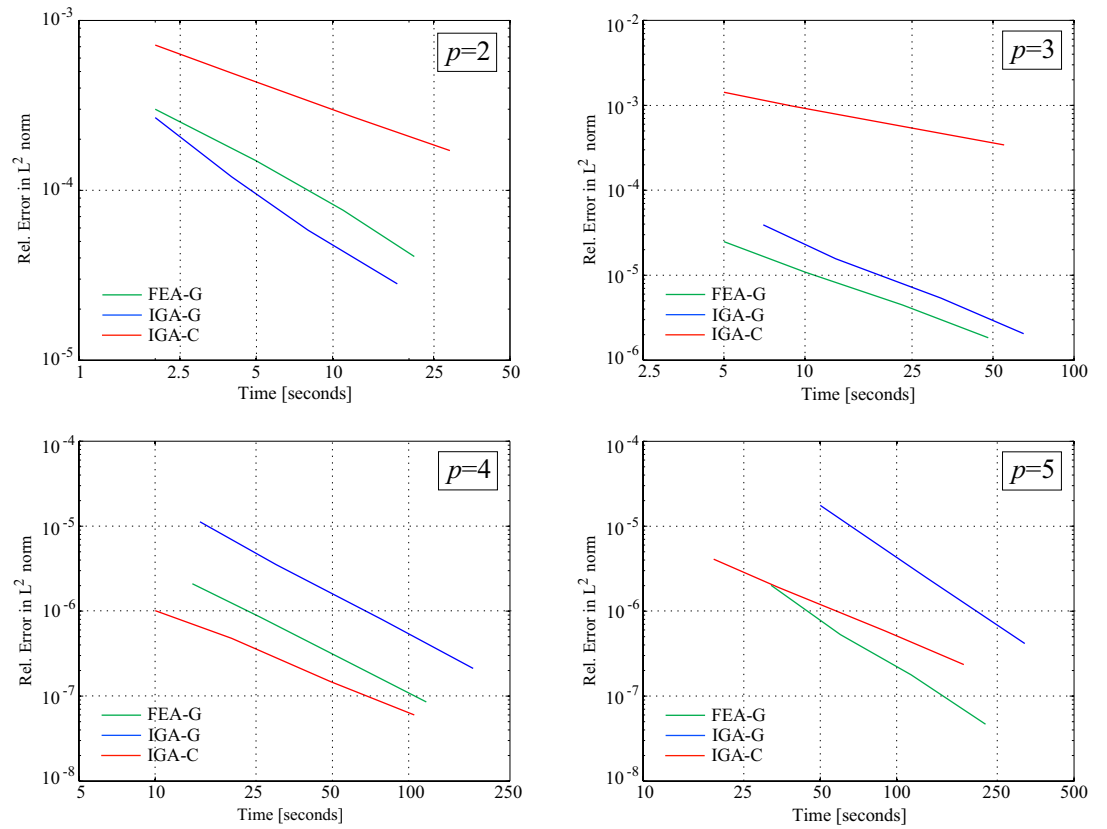 p=2
Rel. Error in L² norm
10⁻³
10⁻⁴
10⁻⁵
FEA-G
IGA-G
IGA-C
1 2.5 5 10 25 50
Time [seconds]
p=3
Rel. Error in L² norm
10⁻²
10⁻³
10⁻⁴
10⁻⁵
10⁻⁶
FEA-G
IGA-G
IGA-C
2.5 5 10 25 50 100
Time [seconds]
p=4
Rel. Error in L² norm
10⁻⁴
10⁻⁵
10⁻⁶
10⁻⁷
10⁻⁸
FEA-G
IGA-G
IGA-C
5 10 25 50 100 250
Time [seconds]
p=5
Rel. Error in L² norm
10⁻⁴
10⁻⁵
10⁻⁶
10⁻⁷
10⁻⁸
FEA-G
IGA-G
IGA-C
10 25 50 100 250 500
Time [seconds]